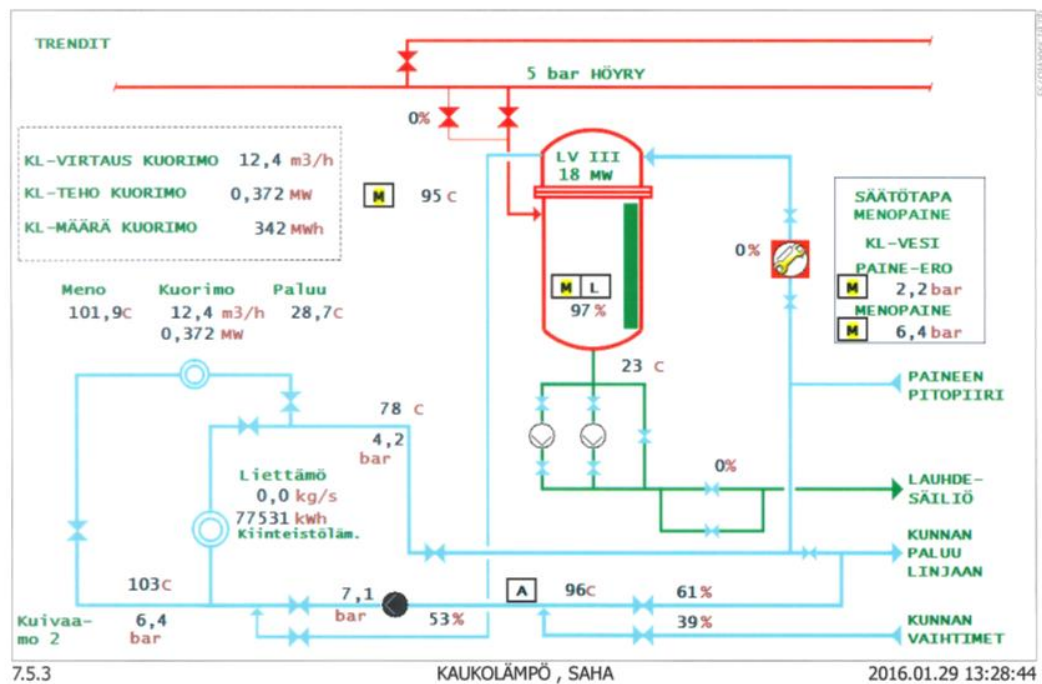 TRENDIT
5 bar HÖYRY
0%
KL-VIRTAUS KUORIMO 12,4 m3/h
KL-TEHO KUORIMO 0,372 MW
KL-MÄÄRÄ KUORIMO 342 MWh
M 95 C
LV III
18 MW
SÄÄTÖTAPA
MENOPAINE
KL-VESI
PAINE-ERO
M 2,2 bar
MENOPAINE
M 6,4 bar
0%
M L
97 %
Meno Kuorimo Paluu
101,9C 12,4 m3/h 28,7C
0,372 MW
23 C
PAINEEN
PITOPIIRI
78 C
4,2
bar
Liettämö
0,0 kg/s
77531 kWh
Kiinteistöläm.
0%
LAUHDE-
SÄILIÖ
KUNNAN
PALUU
LINJAAN
103C
6,4
bar
7,1
bar
53%
A 96C
61%
39%
Kuivaa-
mo 2
KUNNAN
VAIHTIMET
7.5.3 KAUKOLÄMPÖ , SAHA 2016.01.29 13:28:44